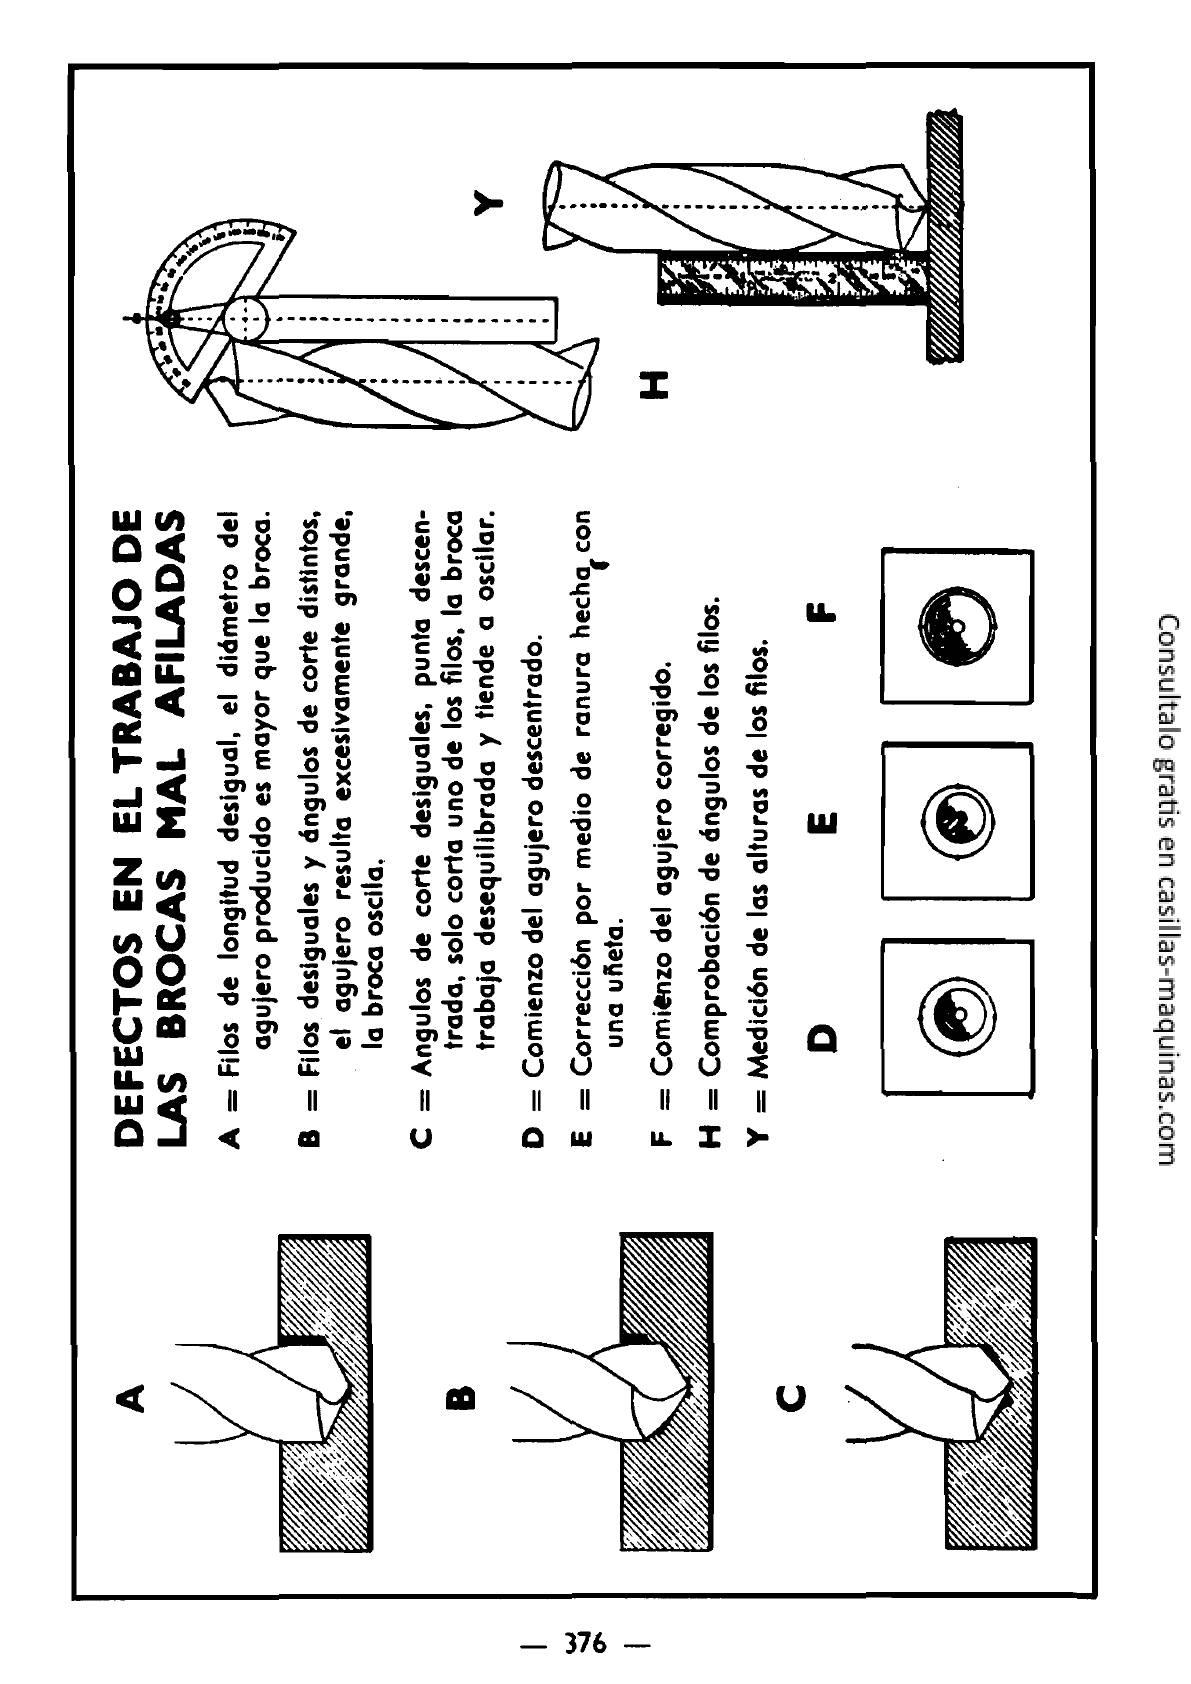 DEFECTOS EN EL TRABAJO DE
LAS BROCAS MAL AFILADAS
A = Filos de longitud desigual, el diámetro del
agujero producido es mayor que la broca.
B = Filos desiguales y ángulos de corte distintos,
el agujero resulta excesivamente grande,
la broca oscila.
C = Angulos de corte desiguales, punta descen-
trada, solo corta uno de los filos, la broca
trabaja desequilibrada y tiende a oscilar.
D = Comienzo del agujero descentrado.
E = Corrección por medio de ranura hecha con
una uñeta.
F = Comienzo del agujero corregido.
H = Comprobación de ángulos de los filos.
Y = Medición de las alturas de los filos.
A
B
C
D
E
F
H
Y
2
— 376 —
Consultalo gratis en casillas-maquinas.com